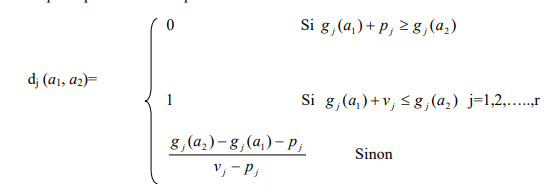 0 Si g_j(a_1) + p_j ≥ g_j(a_2)
d_j (a_1, a_2)=
1 Si g_j(a_1) + v_j ≤ g_j(a_2) j=1,2,…..,r
(g_j(a_2) − g_j(a_1) − p_j) / (v_j − p_j) Sinon